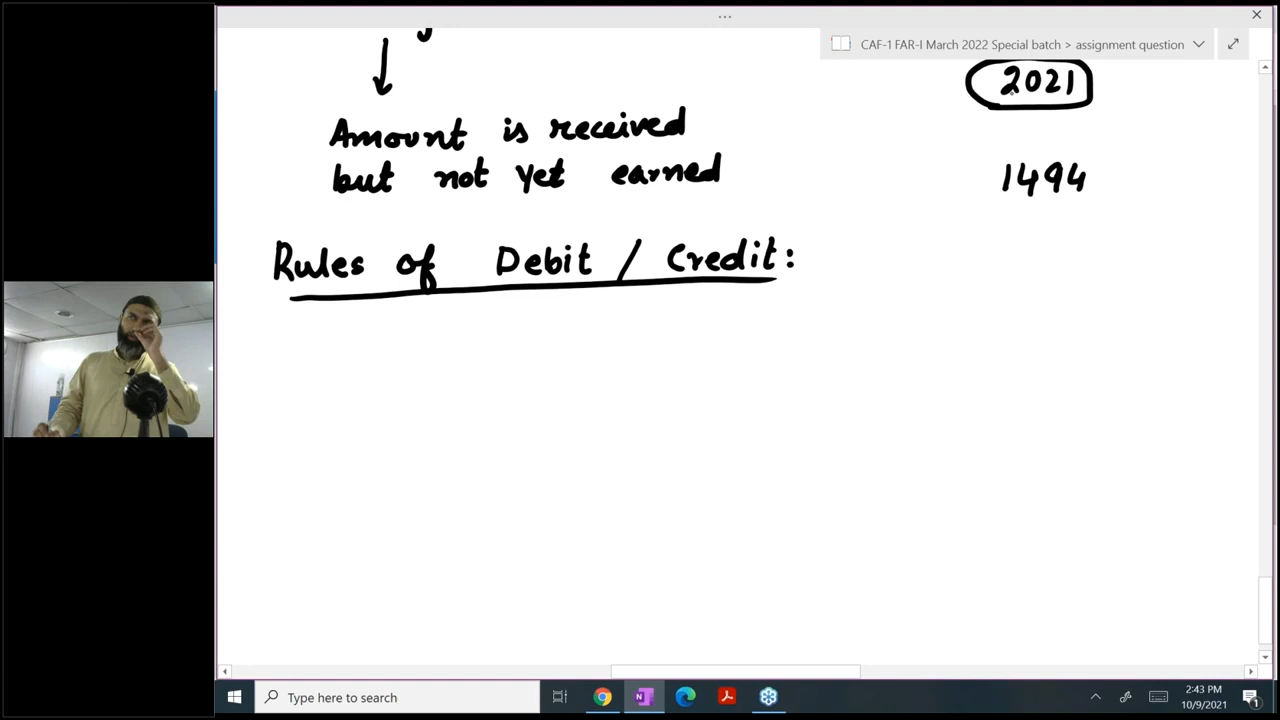 CAF-1 FAR-I March 2022 Special batch > assignment question
2021
Amount is received
but not yet earned
1494
Rules of Debit / Credit:
Type here to search
2:43 PM
10/9/2021
1